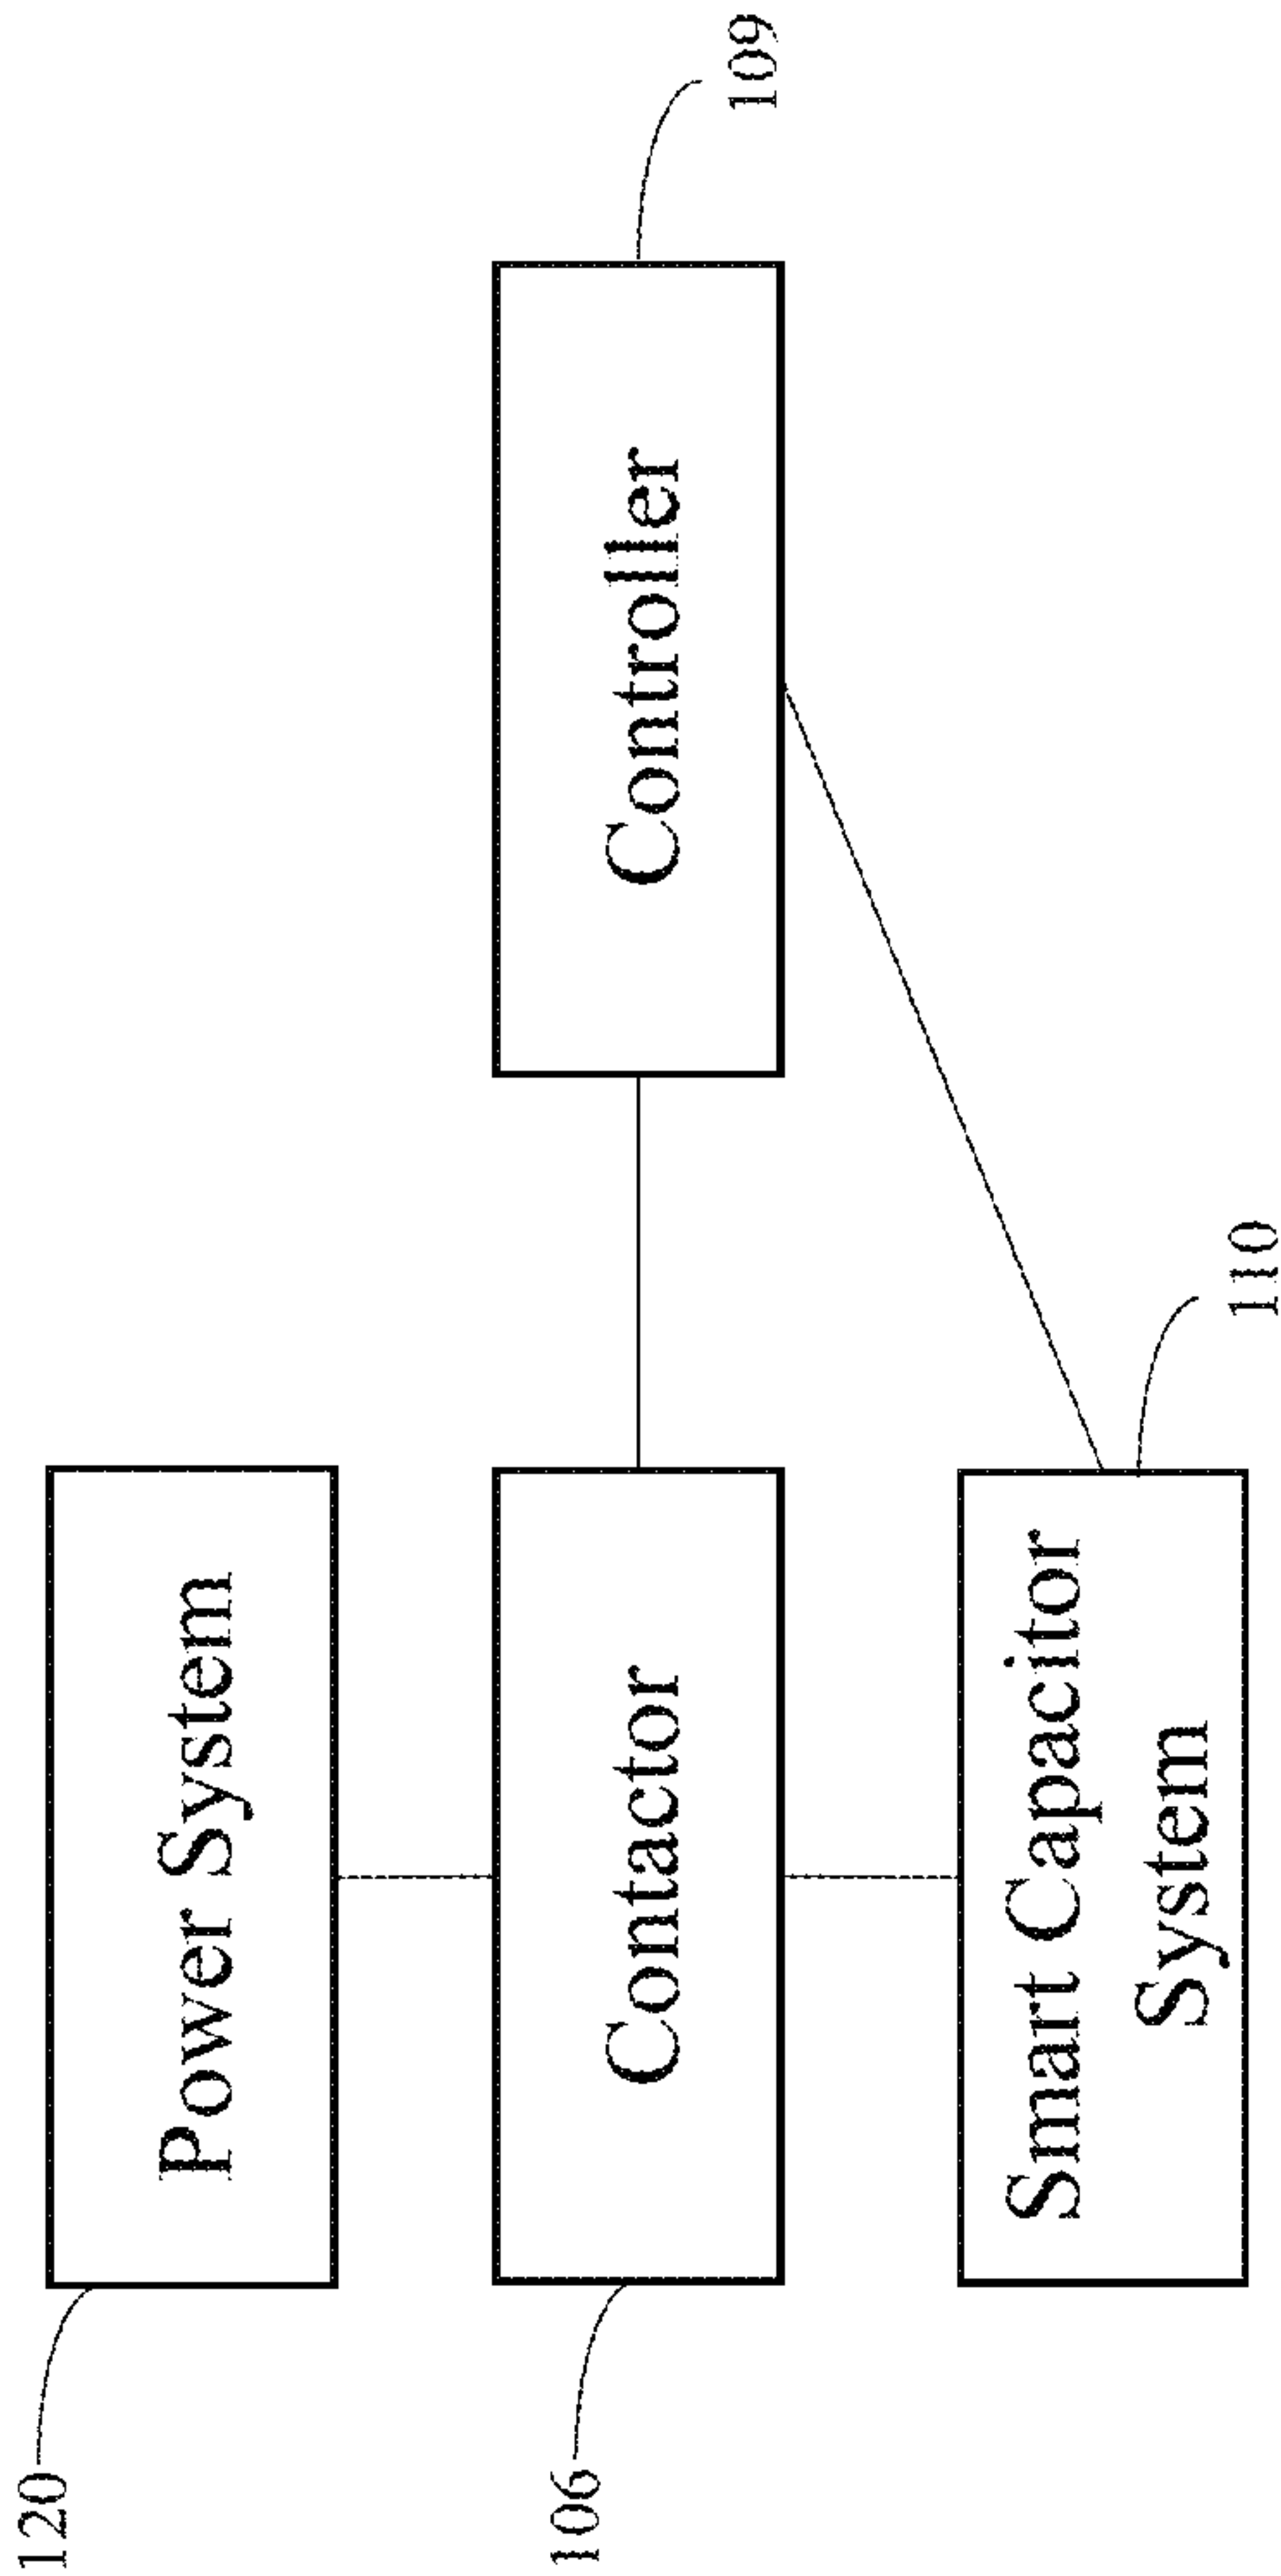 120
Power System
106
Contactor
Controller
109
Smart Capacitor
System
110